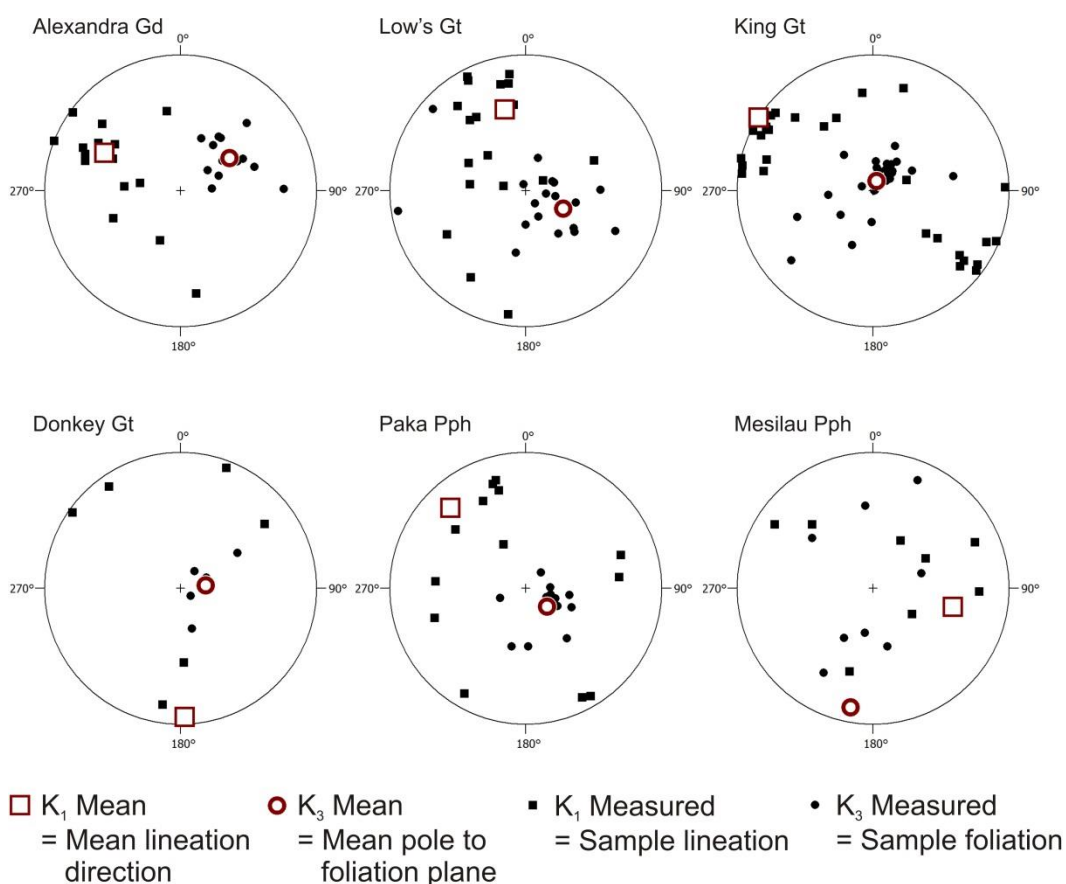 Alexandra Gd
Low's Gt
King Gt
0°
0°
0°
270°
90°
270°
90°
270°
90°
180°
180°
180°
Donkey Gt
Paka Pph
Mesilau Pph
0°
0°
0°
270°
90°
270°
90°
270°
90°
180°
180°
180°
K₁ Mean
= Mean lineation
direction
K₃ Mean
= Mean pole to
foliation plane
K₁ Measured
= Sample lineation
K₃ Measured
= Sample foliation